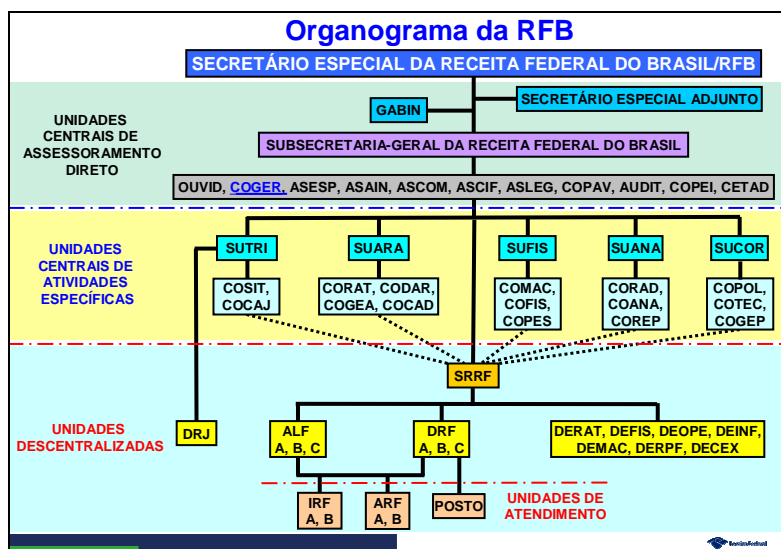 Organograma da RFB
SECRETÁRIO ESPECIAL DA RECEITA FEDERAL DO BRASIL/RFB
UNIDADES
CENTRAIS DE
ASSESSORAMENTO
DIRETO
GABIN
SECRETÁRIO ESPECIAL ADJUNTO
SUBSECRETARIA-GERAL DA RECEITA FEDERAL DO BRASIL
OUVID, COGER, ASESP, ASAIN, ASCOM, ASCIF, ASLEG, COPAV, AUDIT, COPEI, CETAD
UNIDADES
CENTRAIS DE
ATIVIDADES
ESPECÍFICAS
SUTRI
SUARA
SUFIS
SUANA
SUCOR
COSIT,
COCAJ
CORAT, CODAR,
COGEA, COCAD
COMAC,
COFIS,
COPES
CORAD,
COANA,
COREP
COPOL,
COTEC,
COGEP
SRRF
UNIDADES
DESCENTRALIZADAS
DRJ
ALF
A, B, C
DRF
A, B, C
DERAT, DEFIS, DEOPE, DEINF,
DEMAC, DERPF, DECEX
IRF
A, B
ARF
A, B
POSTO
UNIDADES DE
ATENDIMENTO
Receita Federal